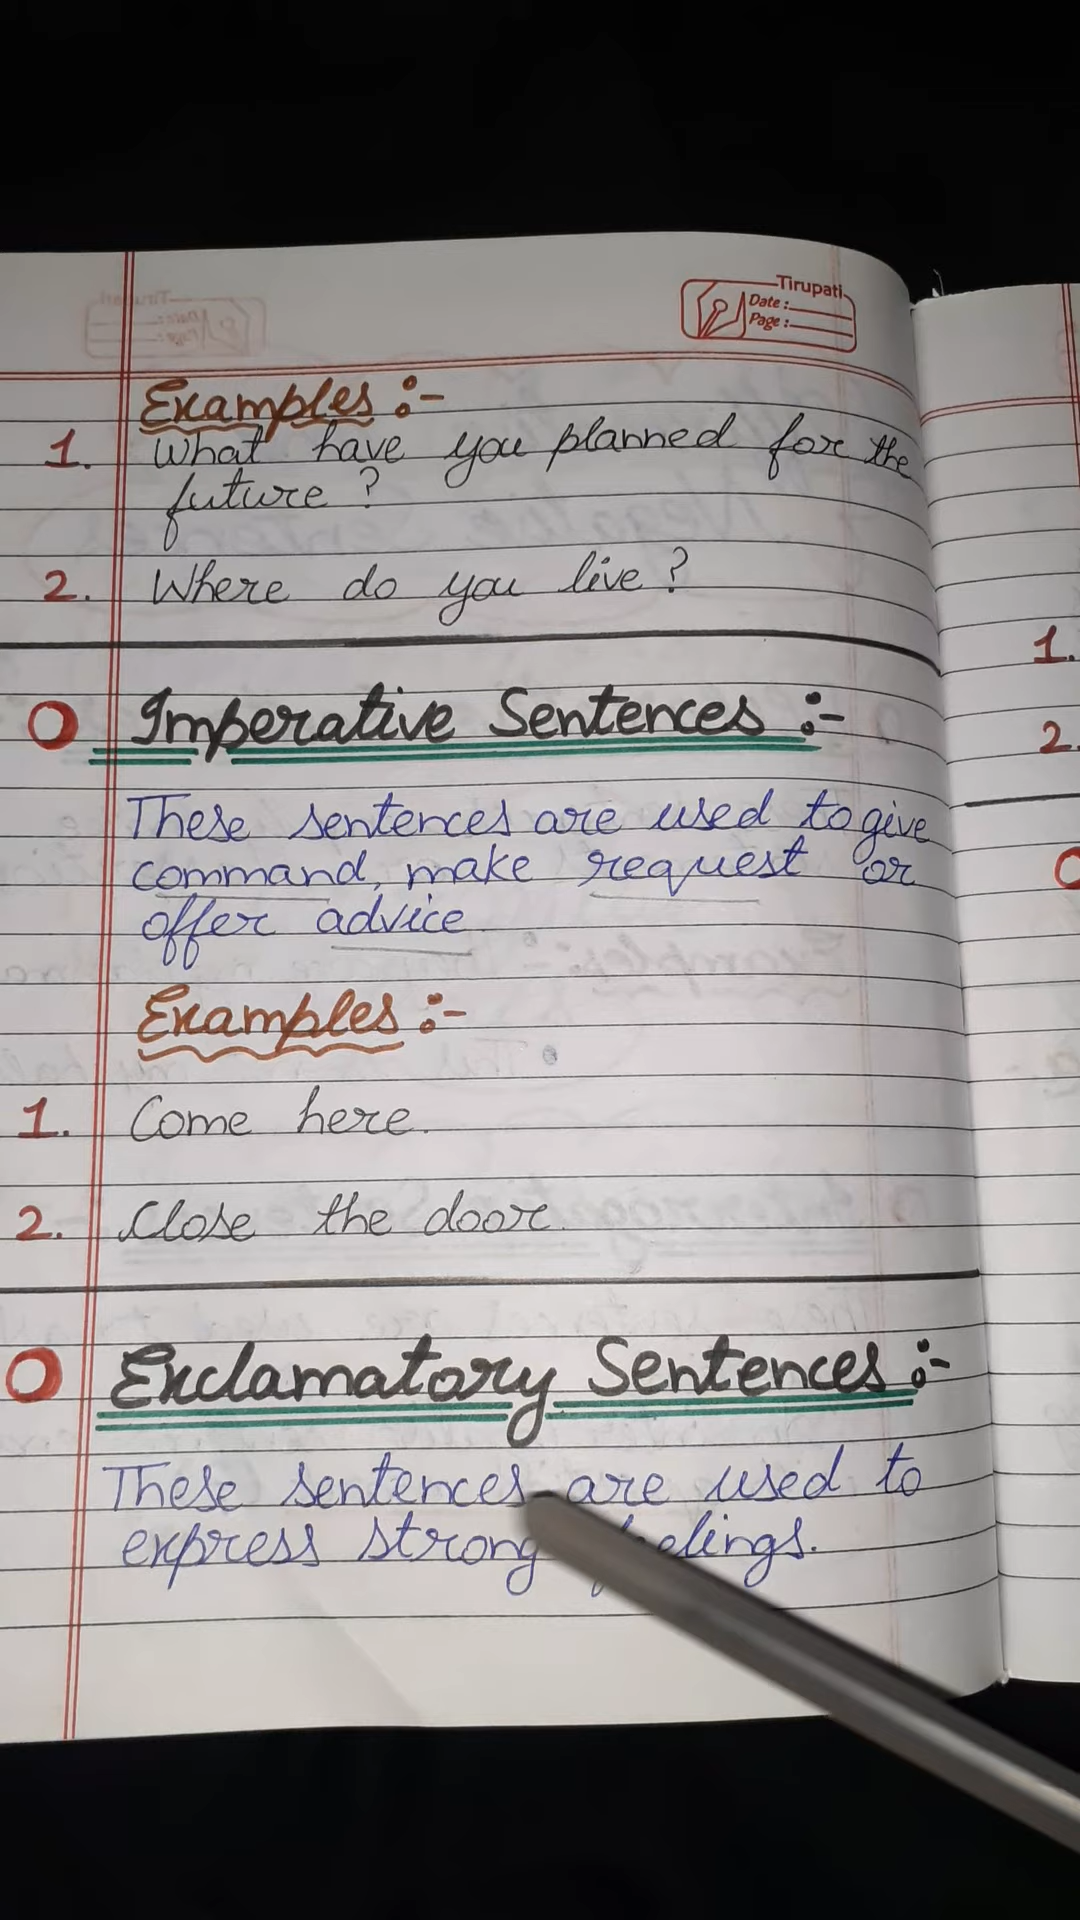 Tirupati
Date :
Page :
Examples :-
1. What have you planned for the
future ?
2. Where do you live ?
Imperative Sentences :-
These sentences are used to give
command, make request or
offer advice
Examples :-
1. Come here.
2. Close the door.
Exclamatory Sentences :-
These sentences are used to
express strong
1.
2.